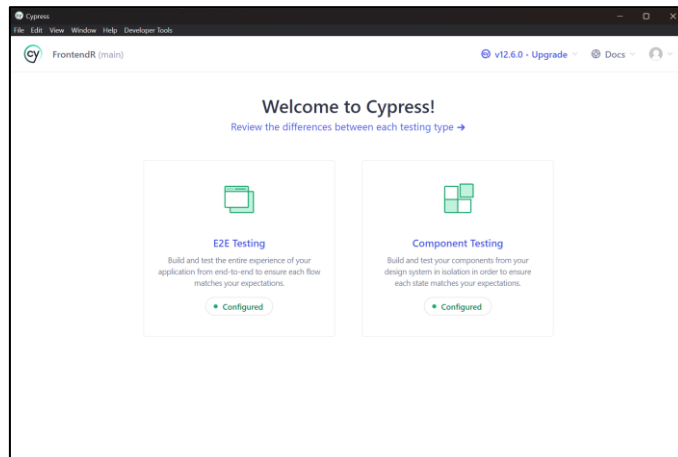 Cypress
File Edit View Window Help Developer Tools
cy FrontendR (main) v12.6.0 • Upgrade Docs
Welcome to Cypress!
Review the differences between each testing type →
E2E Testing
Build and test the entire experience of your
application from end-to-end to ensure each flow
matches your expectations.
• Configured
Component Testing
Build and test your components from your
design system in isolation in order to ensure
each state matches your expectations.
• Configured